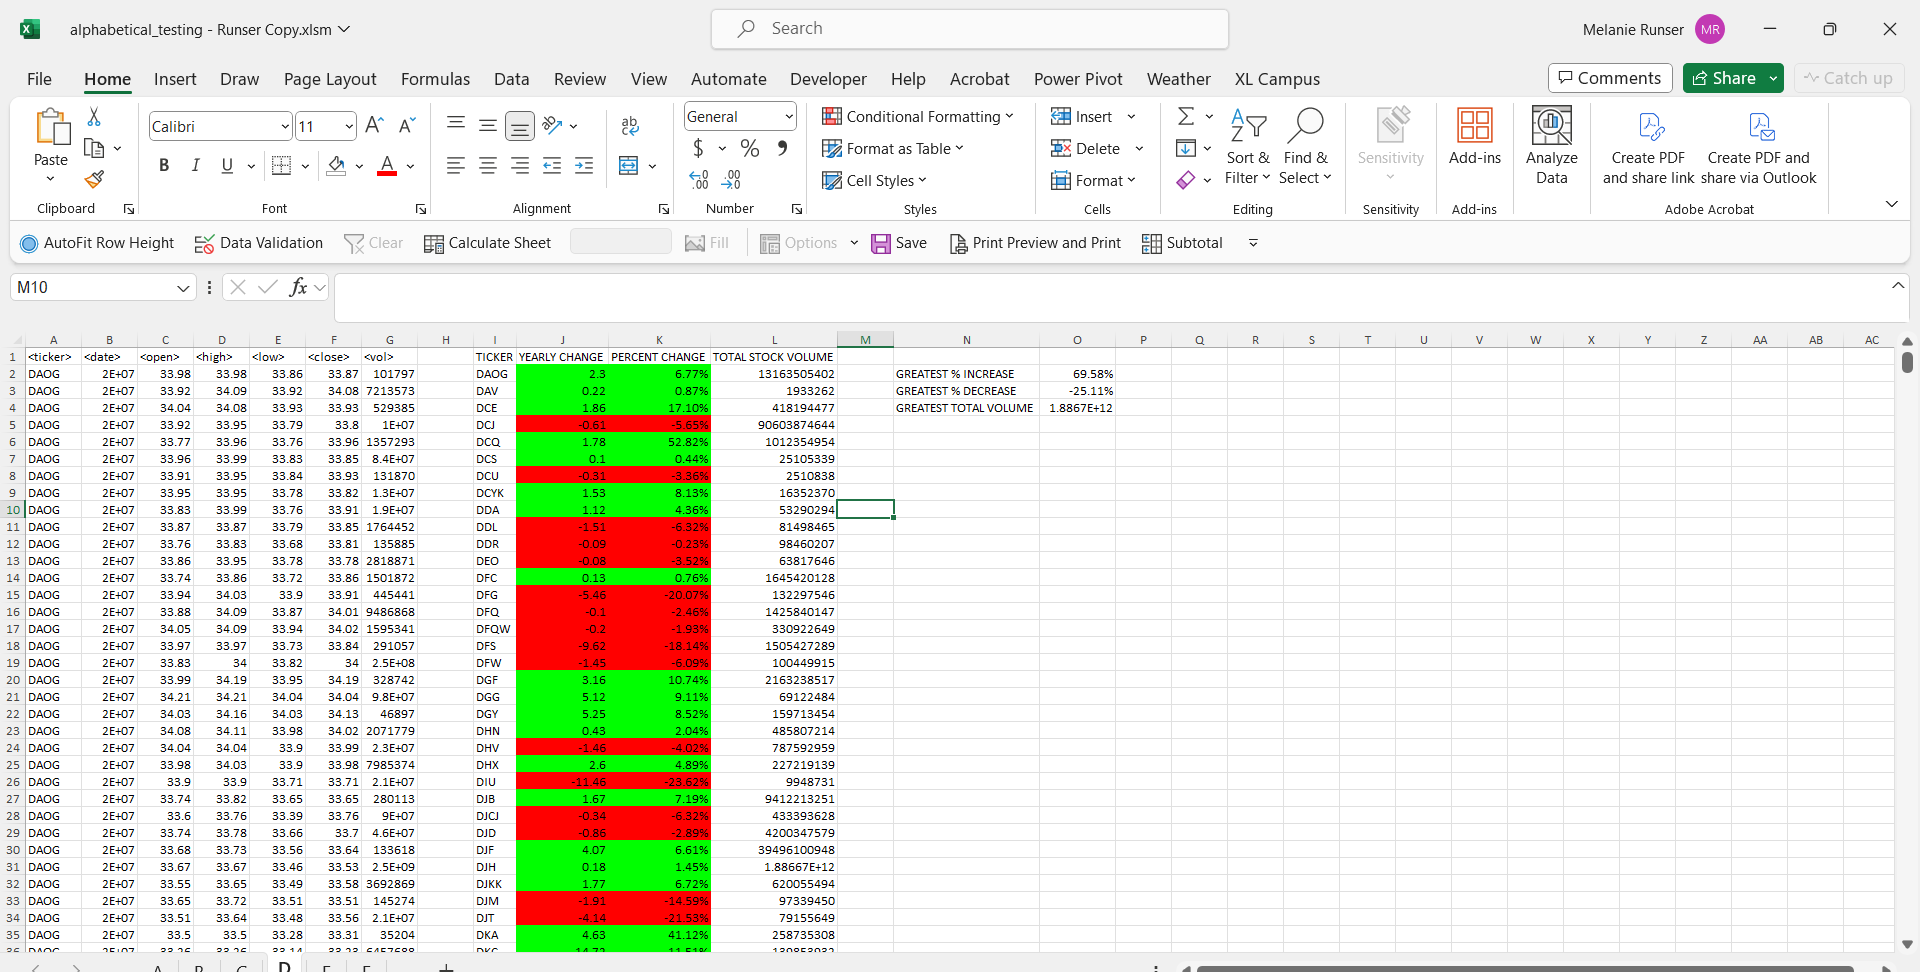 alphabetical_testing - Runser Copy.xlsm
Search
Melanie Runser MR
File Home Insert Draw Page Layout Formulas Data Review View Automate Developer Help Acrobat Power Pivot Weather XL Campus
Comments Share Catch up
Paste
Calibri 11
B I U
General
$ % 9
Conditional Formatting
Format as Table
Cell Styles
Insert
Delete
Format
Sort & Filter
Find & Select
Sensitivity
Add-ins
Analyze Data
Create PDF and share link
Create PDF and share via Outlook
Clipboard Font Alignment Number Styles Cells Editing Sensitivity Add-ins Adobe Acrobat
AutoFit Row Height Data Validation Clear Calculate Sheet Fill Options Save Print Preview and Print Subtotal
M10 fx
A B C D E F G H I J K L M N O P Q R S T U V W X Y Z AA AB AC
1 <ticker> <date> <open> <high> <low> <close> <vol> TICKER YEARLY CHANGE PERCENT CHANGE TOTAL STOCK VOLUME
2 DAOG 2E+07 33.98 33.98 33.86 33.87 101797 DAOG 2.3 6.77% 13163505402 GREATEST % INCREASE 69.58%
3 DAOG 2E+07 33.92 34.09 33.92 34.08 7213573 DAV 0.22 0.87% 1933262 GREATEST % DECREASE -25.11%
4 DAOG 2E+07 34.04 34.08 33.93 33.93 529385 DCE 1.86 17.10% 418194477 GREATEST TOTAL VOLUME 1.8867E+12
5 DAOG 2E+07 33.92 33.95 33.79 33.8 1E+07 DCJ -0.61 -5.65% 90603874644
6 DAOG 2E+07 33.77 33.96 33.76 33.96 1357293 DCQ 1.78 52.82% 1012354954
7 DAOG 2E+07 33.96 33.99 33.83 33.85 8.4E+07 DCS 0.1 0.44% 25105339
8 DAOG 2E+07 33.91 33.95 33.84 33.93 131870 DCU -0.31 -3.36% 2510838
9 DAOG 2E+07 33.95 33.95 33.78 33.82 1.3E+07 DCYK 1.53 8.13% 16352370
10 DAOG 2E+07 33.83 33.99 33.76 33.91 1.9E+07 DDA 1.12 4.36% 53290294
11 DAOG 2E+07 33.87 33.87 33.79 33.85 1764452 DDL -1.51 -6.32% 81498465
12 DAOG 2E+07 33.76 33.83 33.68 33.81 135885 DDR -0.09 -0.23% 98460207
13 DAOG 2E+07 33.86 33.95 33.78 33.78 2818871 DEO -0.08 -3.52% 63817646
14 DAOG 2E+07 33.74 33.86 33.72 33.86 1501872 DFC 0.13 0.76% 1645420128
15 DAOG 2E+07 33.94 34.03 33.9 33.91 445441 DFG -5.46 -20.07% 132297546
16 DAOG 2E+07 33.88 34.09 33.87 34.01 9486868 DFQ -0.1 -2.46% 1425840147
17 DAOG 2E+07 34.05 34.09 33.94 34.02 1595341 DFQW -0.2 -1.93% 330922649
18 DAOG 2E+07 33.97 33.97 33.73 33.84 291057 DFS -9.62 -18.14% 1505427289
19 DAOG 2E+07 33.83 34 33.82 34 2.5E+08 DFW -1.45 -6.09% 100449915
20 DAOG 2E+07 33.99 34.19 33.95 34.19 328742 DGF 3.16 10.74% 2163238517
21 DAOG 2E+07 34.21 34.21 34.04 34.04 9.8E+07 DGG 5.12 9.11% 69122484
22 DAOG 2E+07 34.03 34.16 34.03 34.13 46897 DGY 5.25 8.52% 159713454
23 DAOG 2E+07 34.08 34.11 33.98 34.02 2071779 DHN 0.43 2.04% 485807214
24 DAOG 2E+07 34.04 34.04 33.9 33.99 2.3E+07 DHV -1.46 -4.02% 787592959
25 DAOG 2E+07 33.98 34.03 33.9 33.98 7985374 DHX 2.6 4.89% 227219139
26 DAOG 2E+07 33.9 33.9 33.71 33.71 2.1E+07 DIU -11.46 -23.62% 9948731
27 DAOG 2E+07 33.74 33.82 33.65 33.65 280113 DJB 1.67 7.19% 9412213251
28 DAOG 2E+07 33.6 33.76 33.39 33.76 9E+07 DJCJ -0.34 -6.32% 433393628
29 DAOG 2E+07 33.74 33.78 33.66 33.7 4.6E+07 DJD -0.86 -2.89% 4200347579
30 DAOG 2E+07 33.68 33.73 33.56 33.64 133618 DJF 4.07 6.61% 39496100948
31 DAOG 2E+07 33.67 33.67 33.46 33.53 2.5E+09 DJH 0.18 1.45% 1.88667E+12
32 DAOG 2E+07 33.55 33.65 33.49 33.58 3692869 DJKK 1.77 6.72% 620055494
33 DAOG 2E+07 33.65 33.72 33.51 33.51 145274 DJM -1.91 -14.59% 97339450
34 DAOG 2E+07 33.51 33.64 33.48 33.56 2.1E+07 DJT -4.14 -21.53% 79155649
35 DAOG 2E+07 33.5 33.5 33.28 33.31 35204 DKA 4.63 41.12% 258735308
D